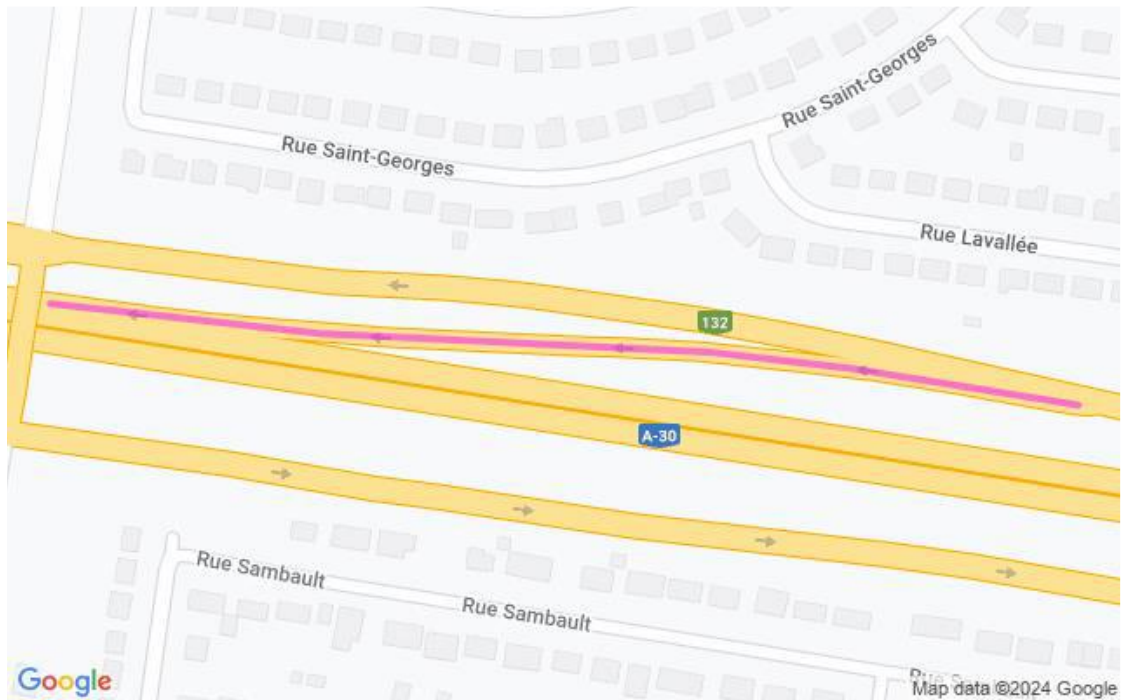 Rue Saint-Georges
Rue Saint-Georges
Rue Lavallée
132
A-30
Rue Sambault
Rue Sambault
Google
Map data ©2024 Google